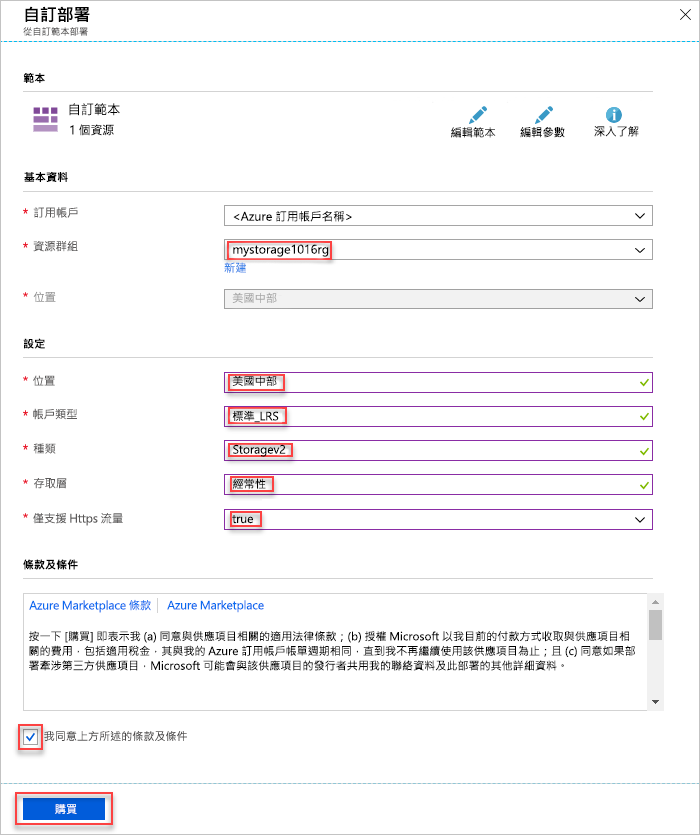 自訂部署
從自訂範本部署
範本
自訂範本
1 個資源
編輯範本
編輯參數
深入了解
基本資料
* 訂用帳戶
<Azure 訂用帳戶名稱>
* 資源群組
mystorage1016rg
新建
* 位置
美國中部
設定
* 位置
美國中部
* 帳戶類型
標準_LRS
* 種類
Storagev2
* 存取層
經常性
* 僅支援 Https 流量
true
條款及條件
Azure Marketplace 條款 | Azure Marketplace
按一下 [購買] 即表示我 (a) 同意與供應項目相關的適用法律條款；(b) 授權 Microsoft 以我目前的付款方式收取與供應項目相
關的費用，包括適用稅金，其與我的 Azure 訂用帳戶帳單週期相同，直到我不再繼續使用該供應項目為止；且 (c) 同意如果部
署牽涉第三方供應項目，Microsoft 可能會與該供應項目的發行者共用我的聯絡資料及此部署的其他詳細資料。
我同意上方所述的條款及條件
購買